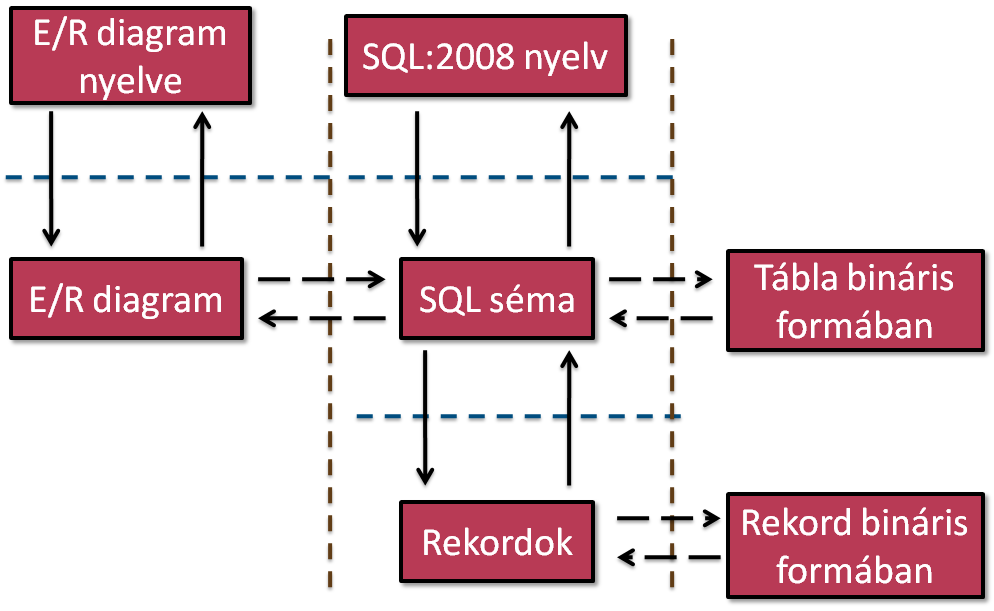 E/R diagram
nyelve
SQL:2008 nyelv
E/R diagram
SQL séma
Tábla bináris
formában
Rekordok
Rekord bináris
formában